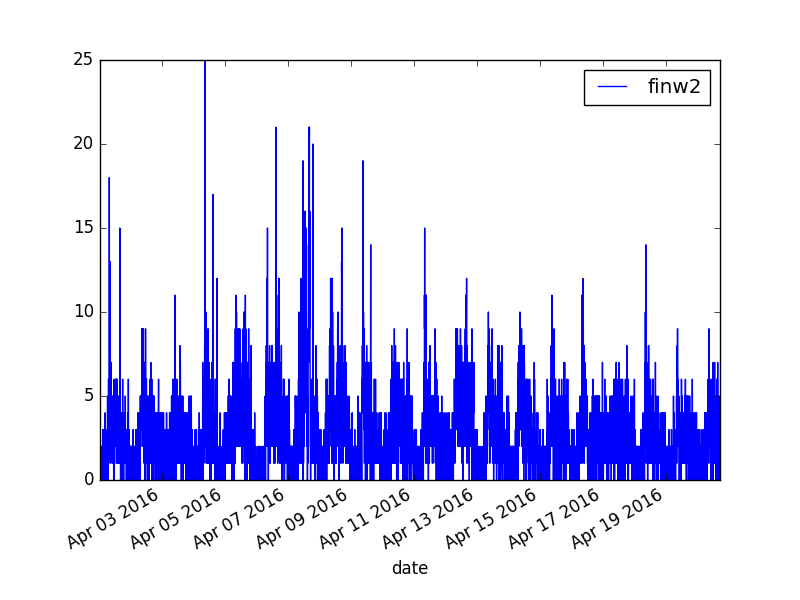 25
finw2
20
15
10
5
0
Apr 03 2016
Apr 05 2016
Apr 07 2016
Apr 09 2016
Apr 11 2016
Apr 13 2016
Apr 15 2016
Apr 17 2016
Apr 19 2016
date